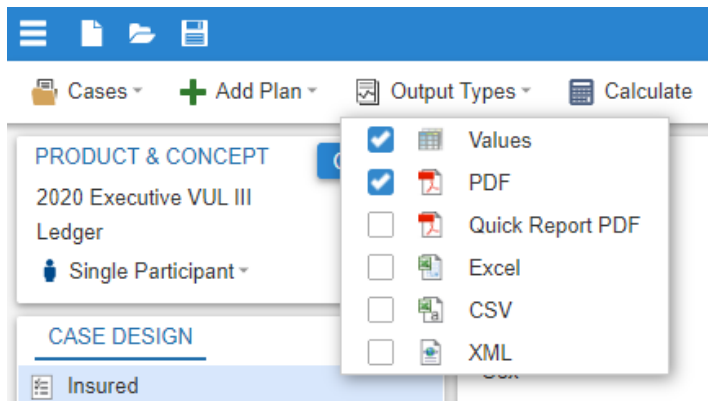 Cases
Add Plan
Output Types
Calculate
PRODUCT & CONCEPT
2020 Executive VUL III
Ledger
Single Participant
CASE DESIGN
Insured
Values
PDF
Quick Report PDF
Excel
CSV
XML